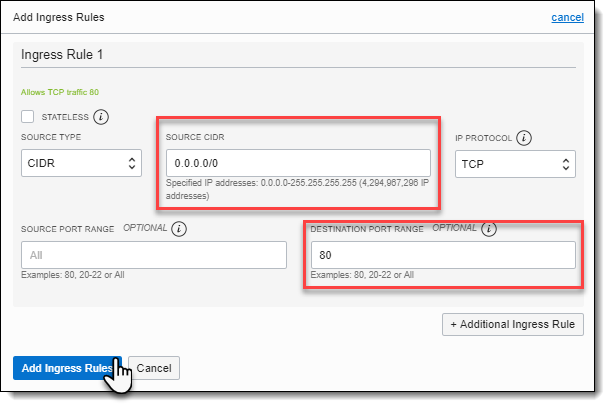 Add Ingress Rules
cancel
Ingress Rule 1
Allows TCP traffic 80
STATELESS i
SOURCE TYPE
CIDR
SOURCE CIDR
0.0.0.0/0
Specified IP addresses: 0.0.0.0-255.255.255.255 (4,294,967,296 IP
addresses)
IP PROTOCOL i
TCP
SOURCE PORT RANGE OPTIONAL i
All
Examples: 80, 20-22 or All
DESTINATION PORT RANGE OPTIONAL i
80
Examples: 80, 20-22 or All
+ Additional Ingress Rule
Add Ingress Rules
Cancel